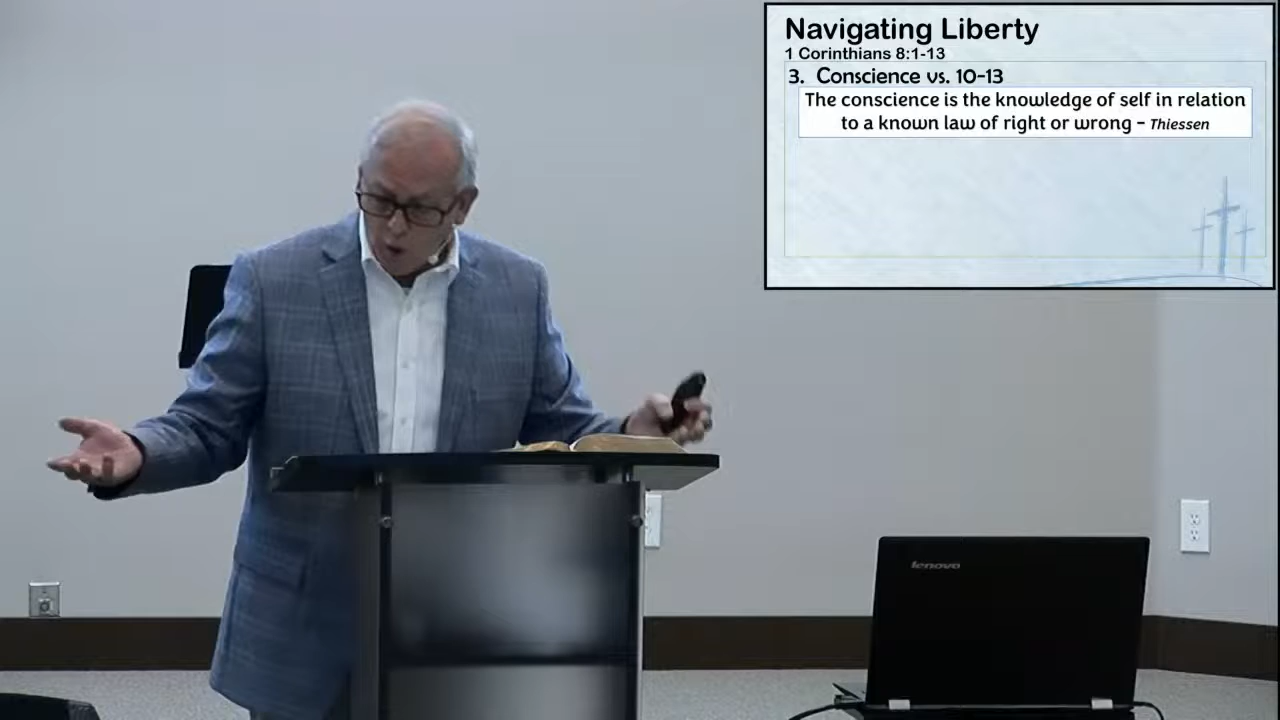 Navigating Liberty
1 Corinthians 8:1-13
3. Conscience vs. 10-13
The conscience is the knowledge of self in relation
to a known law of right or wrong – Thiessen
lenovo